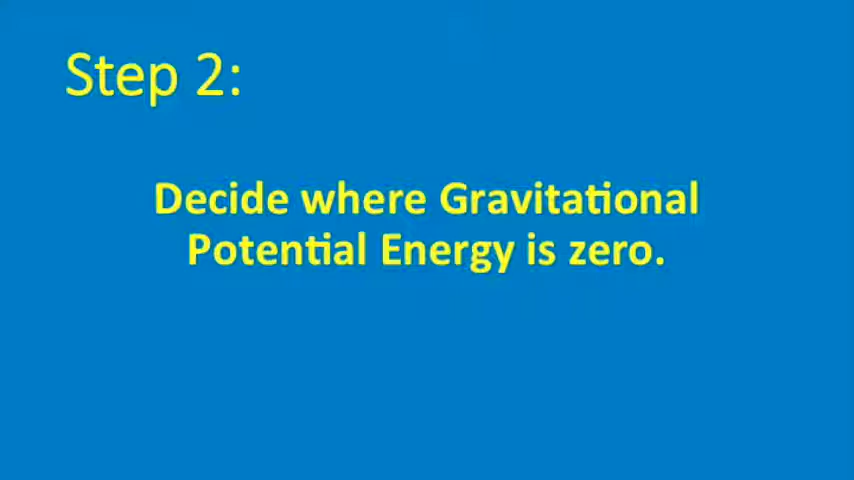 Step 2:
Decide where Gravitational
Potential Energy is zero.